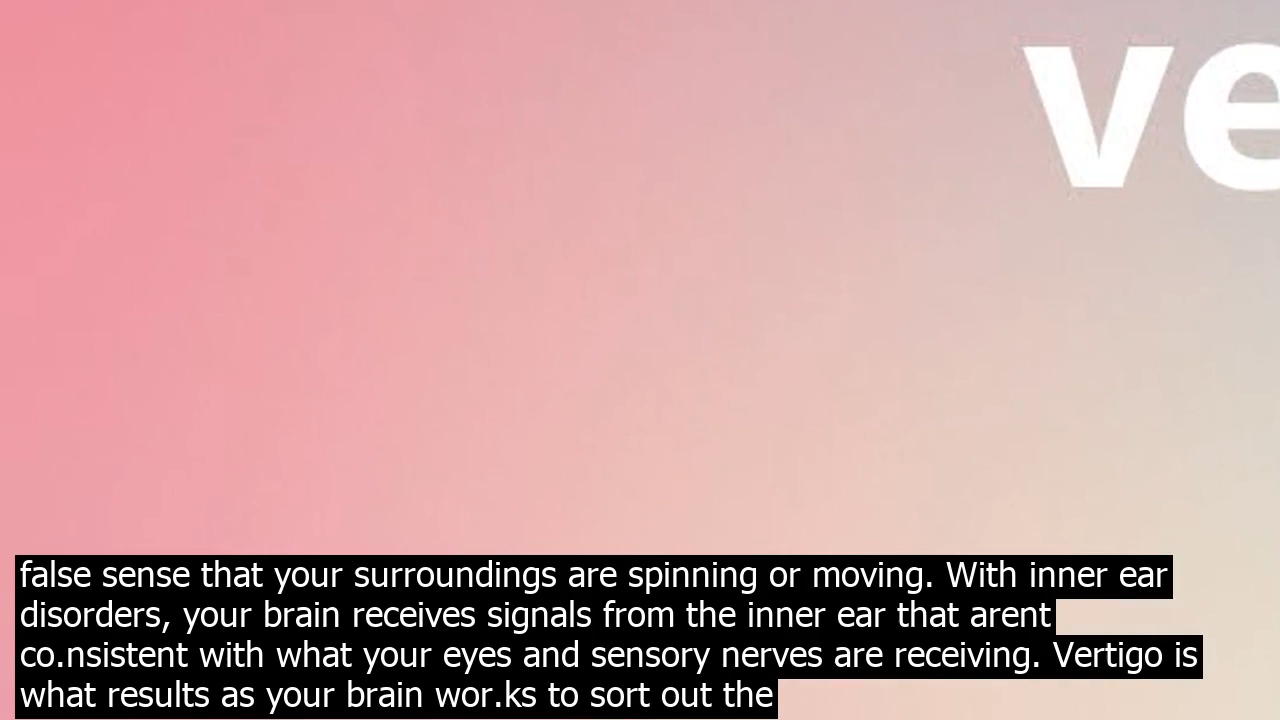 ve
false sense that your surroundings are spinning or moving. With inner ear
disorders, your brain receives signals from the inner ear that arent
co.nsistent with what your eyes and sensory nerves are receiving. Vertigo is
what results as your brain wor.ks to sort out the